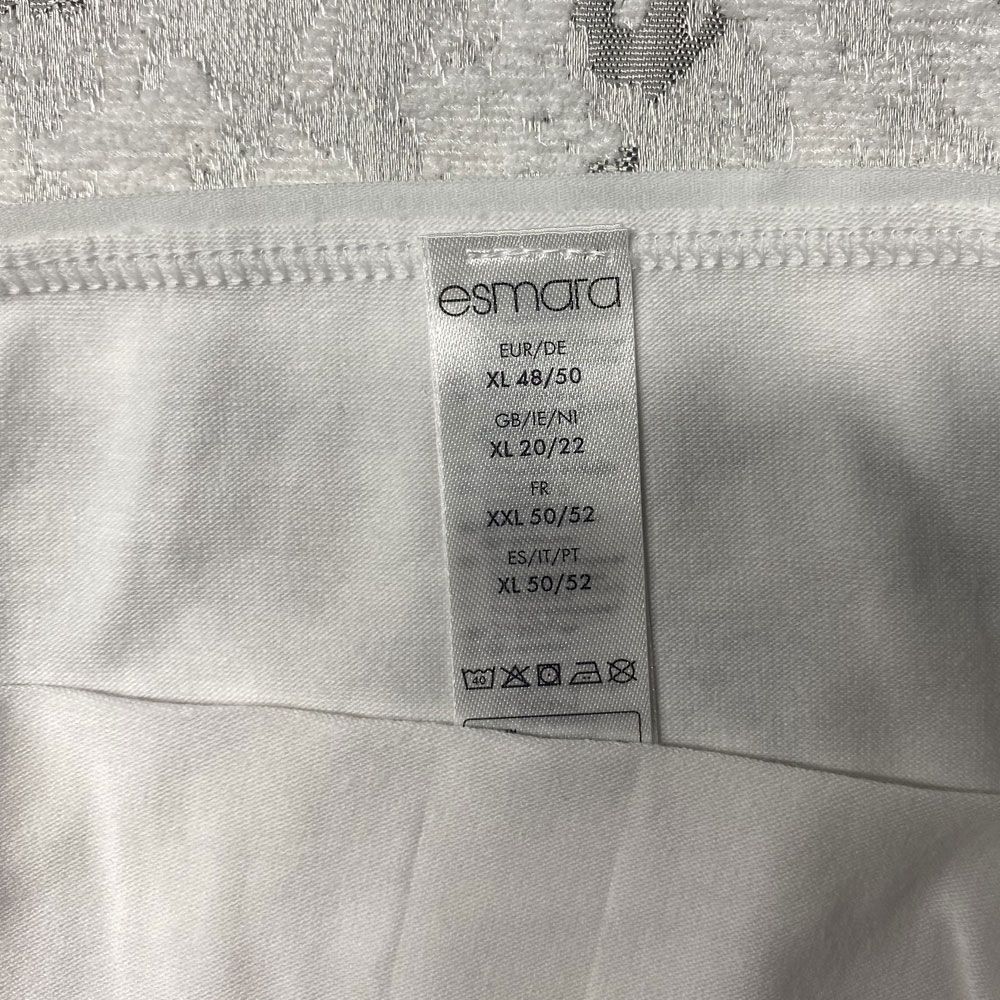 esmara
EUR/DE
XL 48/50
GB/IE/NI
XL 20/22
FR
XXL 50/52
ES/IT/PT
XL 50/52
40